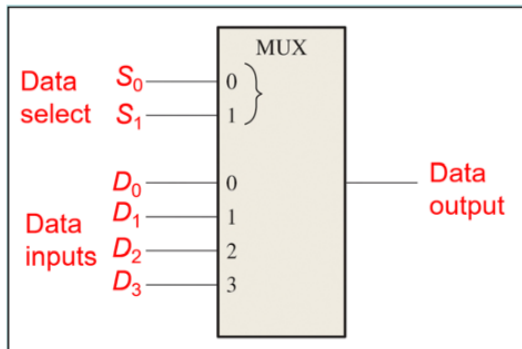 MUX
Data
select
S0
0
S1
1
Data
inputs
D0
0
D1
1
D2
2
D3
3
Data
output